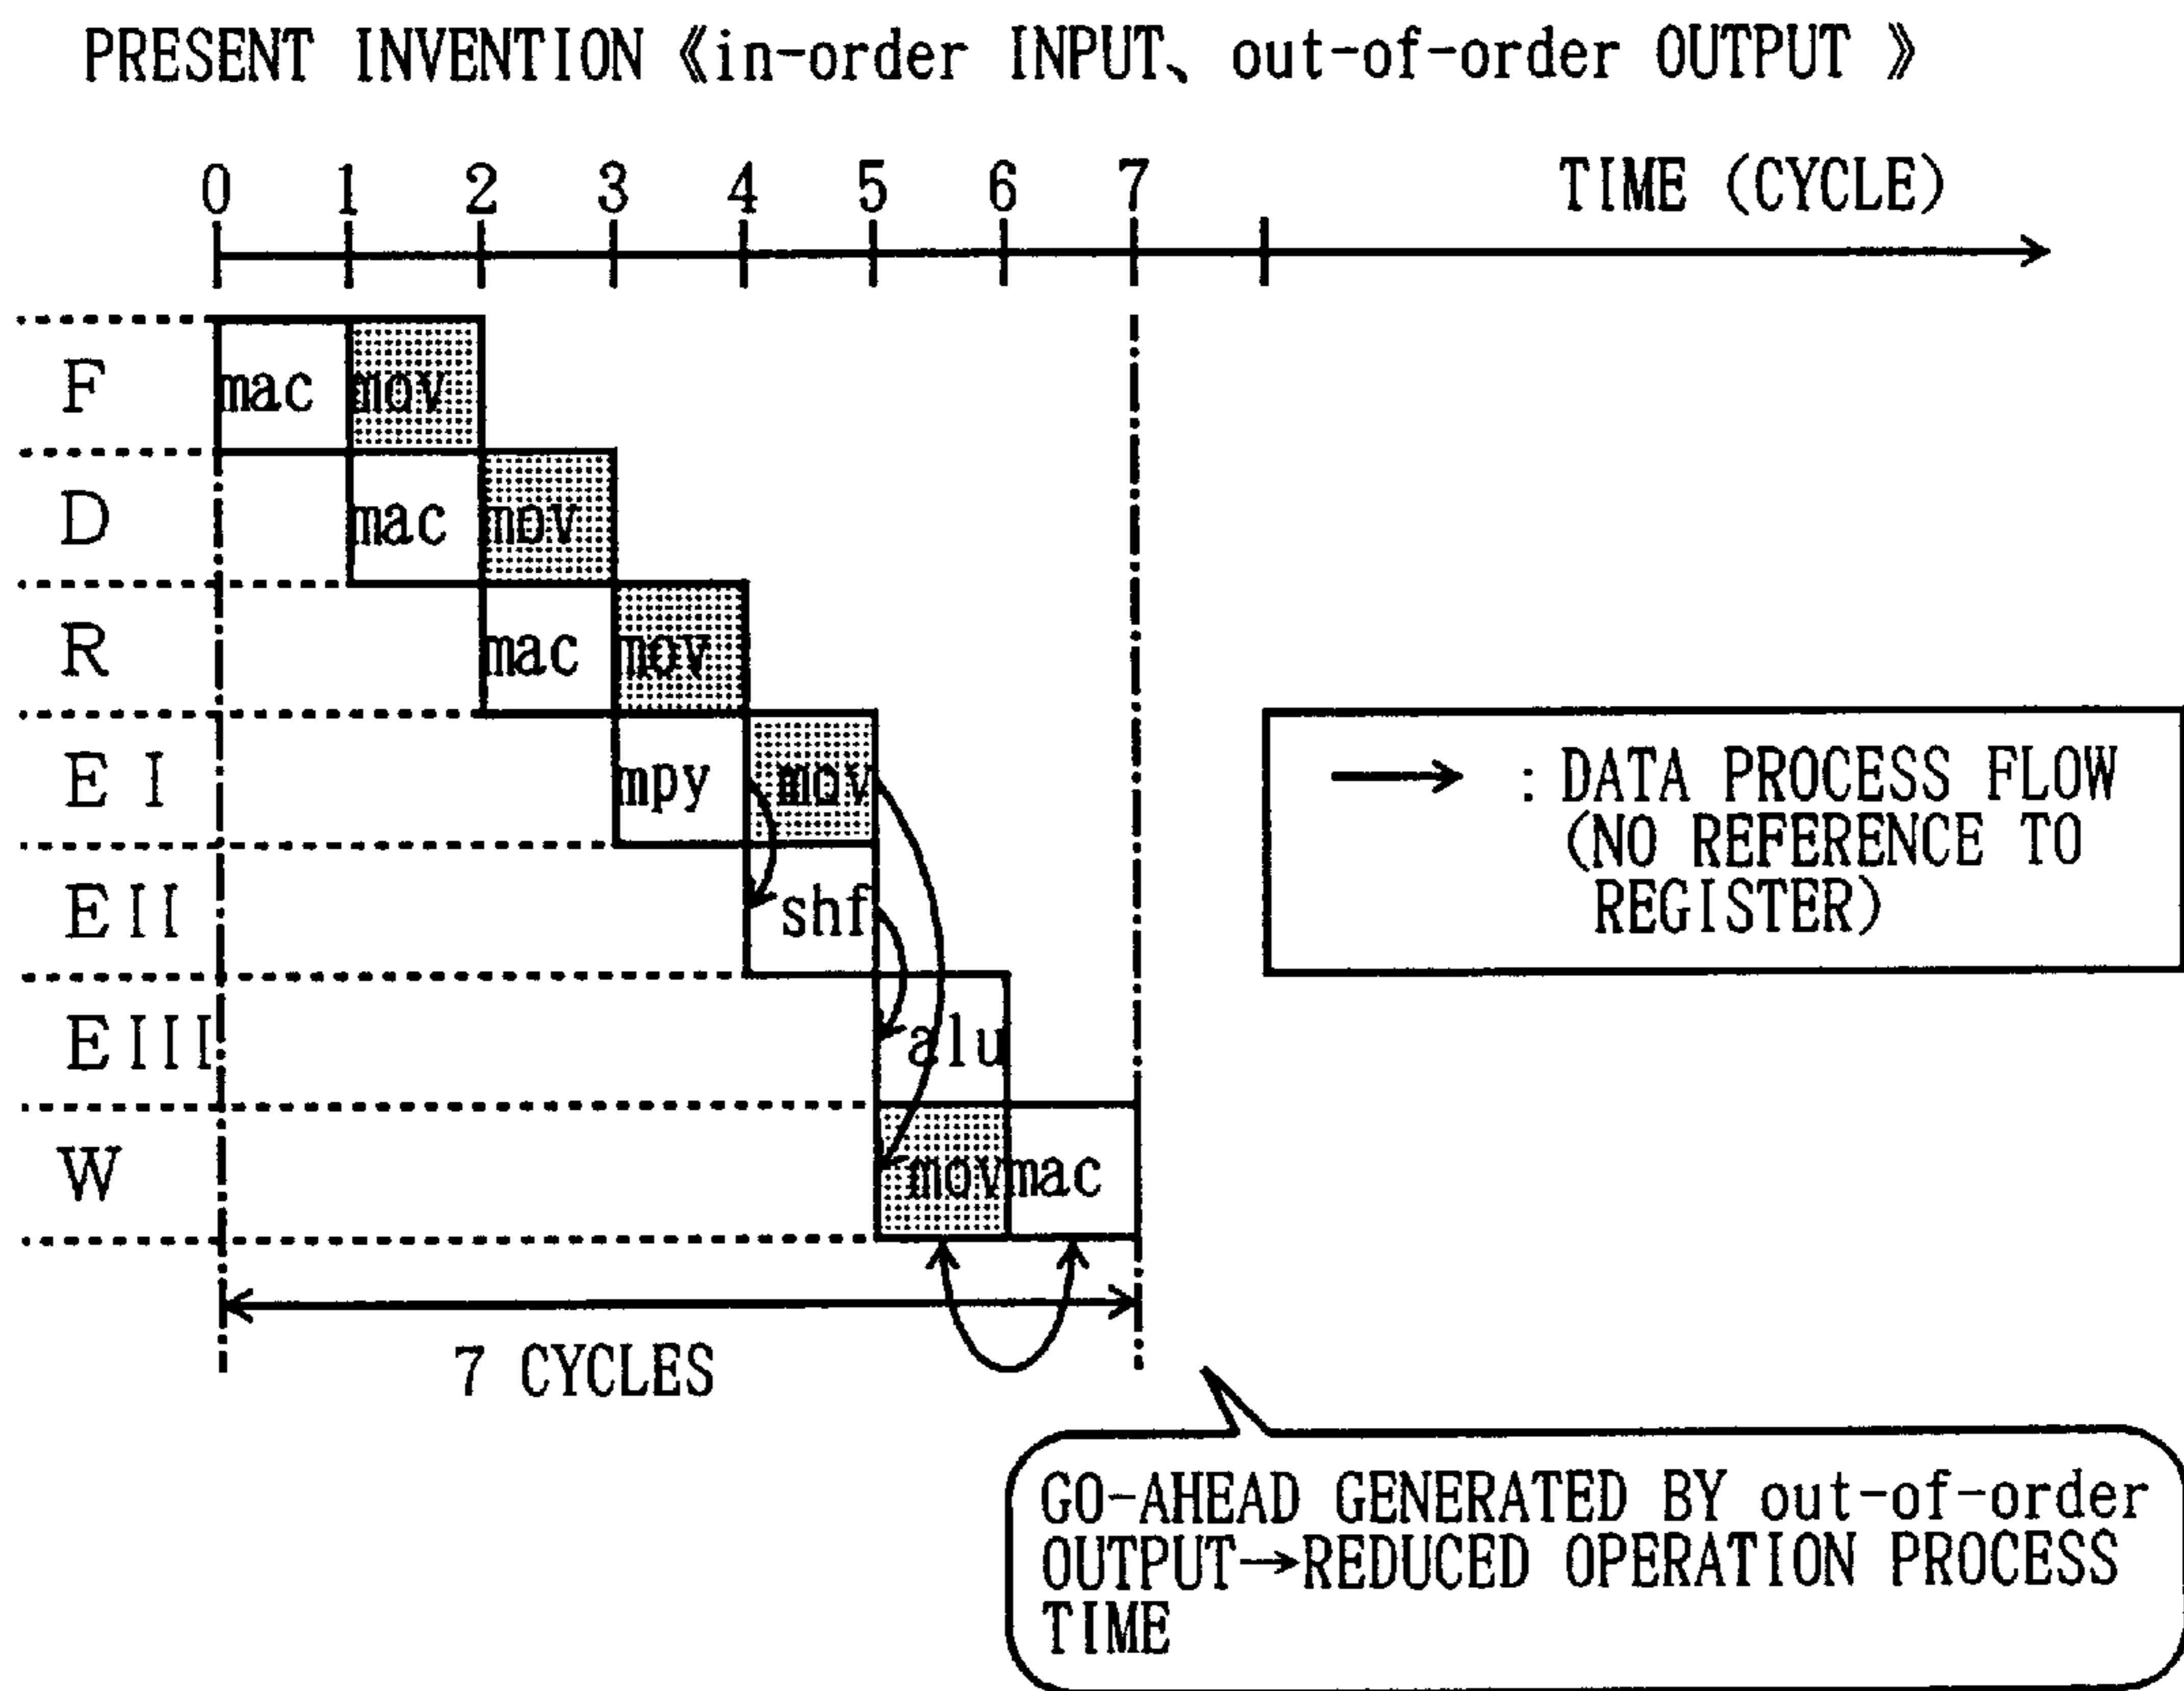 PRESENT INVENTION 《in-order INPUT、out-of-order OUTPUT 》
0 1 2 3 4 5 6 7 TIME (CYCLE)
F mac mov
D mac mov
R mac mov
E I mpy mov
→ : DATA PROCESS FLOW
(NO REFERENCE TO
REGISTER)
E II shf
E III alu
W mov mac
7 CYCLES
GO-AHEAD GENERATED BY out-of-order
OUTPUT→REDUCED OPERATION PROCESS
TIME